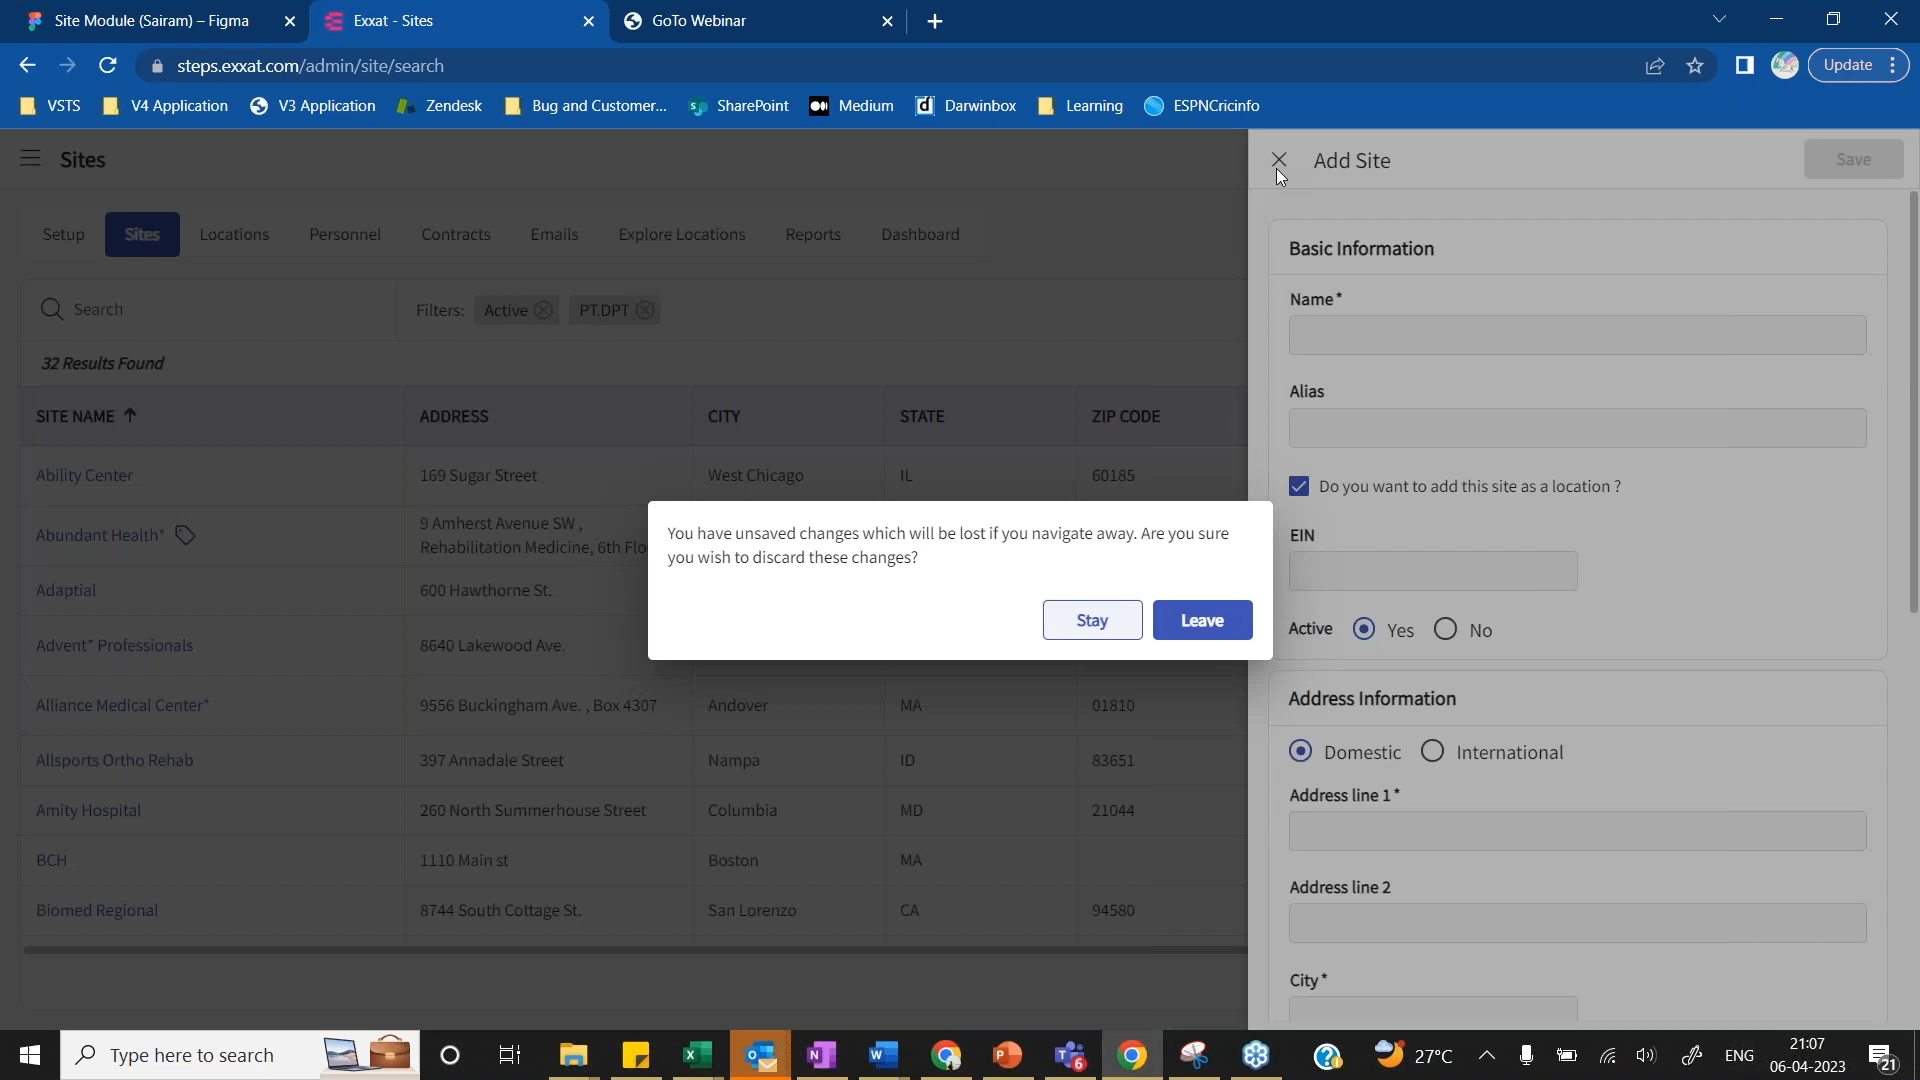 Site Module (Sairam) – Figma
Exxat - Sites
GoTo Webinar
steps.exxat.com/admin/site/search
Update
VSTS
V4 Application
V3 Application
Zendesk
Bug and Customer...
SharePoint
Medium
Darwinbox
Learning
ESPNCricinfo
Sites
Add Site
Save
Setup
Sites
Locations
Personnel
Contracts
Emails
Explore Locations
Reports
Dashboard
Basic Information
Search
Filters:
Active
PT.DPT
Name*
32 Results Found
Alias
SITE NAME
ADDRESS
CITY
STATE
ZIP CODE
Ability Center
169 Sugar Street
West Chicago
IL
60185
Do you want to add this site as a location ?
Abundant Health*
9 Amherst Avenue SW ,
Rehabilitation Medicine, 6th Flo
You have unsaved changes which will be lost if you navigate away. Are you sure
you wish to discard these changes?
Stay
Leave
EIN
Adaptial
600 Hawthorne St.
Active
Yes
No
Advent* Professionals
8640 Lakewood Ave.
Address Information
Alliance Medical Center*
9556 Buckingham Ave. , Box 4307
Andover
MA
01810
Domestic
International
Allsports Ortho Rehab
397 Annadale Street
Nampa
ID
83651
Address line 1*
Amity Hospital
260 North Summerhouse Street
Columbia
MD
21044
BCH
1110 Main st
Boston
MA
Address line 2
Biomed Regional
8744 South Cottage St.
San Lorenzo
CA
94580
City*
Type here to search
6
27°C
ENG
21:07
06-04-2023
21